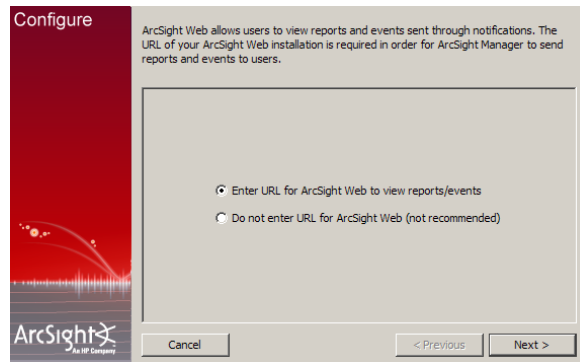 Configure
ArcSight Web allows users to view reports and events sent through notifications. The
URL of your ArcSight Web installation is required in order for ArcSight Manager to send
reports and events to users.
Enter URL for ArcSight Web to view reports/events
Do not enter URL for ArcSight Web (not recommended)
ArcSight
An HP Company
Cancel
< Previous
Next >